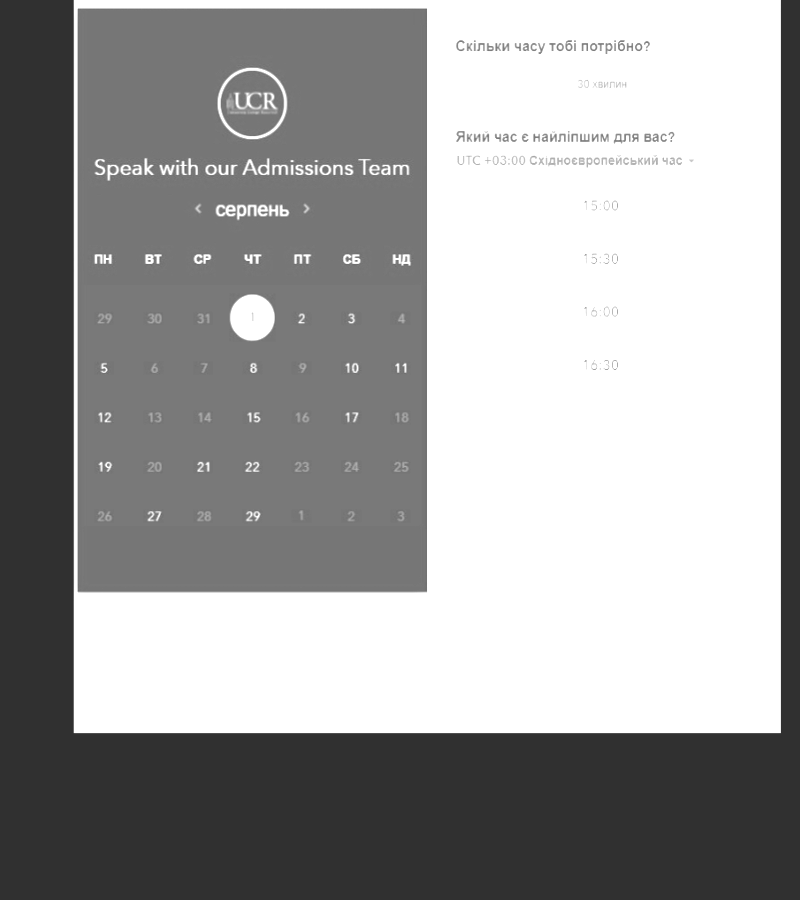 UCR
Speak with our Admissions Team
‹ серпень ›
ПН ВТ СР ЧТ ПТ СБ НД
29 30 31 1 2 3 4
5 6 7 8 9 10 11
12 13 14 15 16 17 18
19 20 21 22 23 24 25
26 27 28 29 1 2 3
Скільки часу тобі потрібно?
30 хвилин
Який час є найліпшим для вас?
UTC +03:00 Східноєвропейський час
15:00
15:30
16:00
16:30